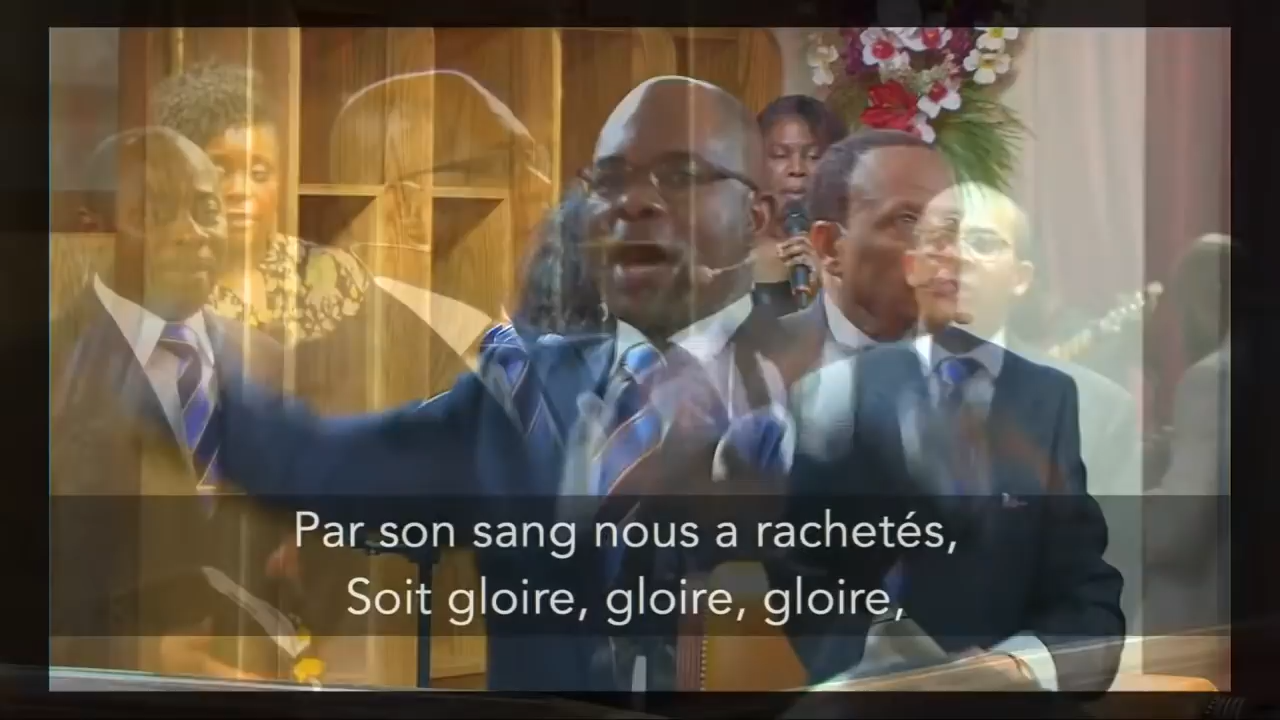 Par son sang nous a rachetés,
Soit gloire, gloire, gloire,